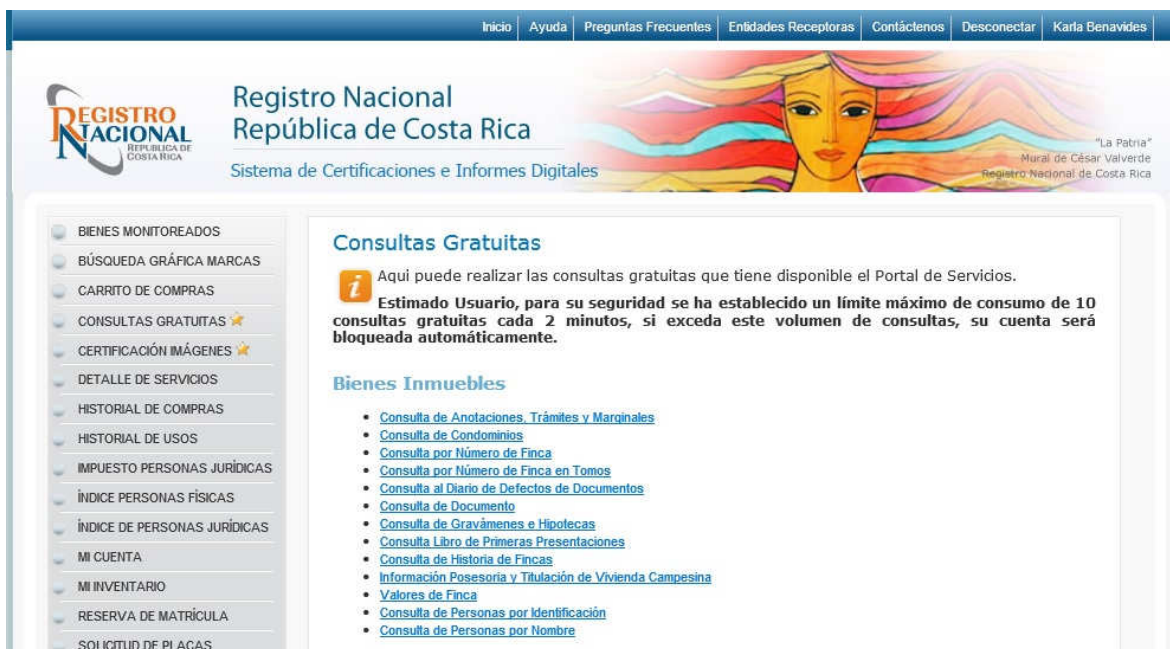 Inicio Ayuda Preguntas Frecuentes Entidades Receptoras Contáctenos Desconectar Karla Benavides
REGISTRO
NACIONAL
REPUBLICA DE
COSTA RICA
Registro Nacional
República de Costa Rica
Sistema de Certificaciones e Informes Digitales
"La Patria"
Mural de César Valverde
Registro Nacional de Costa Rica
BIENES MONITOREADOS
BÚSQUEDA GRÁFICA MARCAS
CARRITO DE COMPRAS
CONSULTAS GRATUITAS
CERTIFICACIÓN IMÁGENES
DETALLE DE SERVICIOS
HISTORIAL DE COMPRAS
HISTORIAL DE USOS
IMPUESTO PERSONAS JURÍDICAS
ÍNDICE PERSONAS FÍSICAS
ÍNDICE DE PERSONAS JURÍDICAS
MI CUENTA
MI INVENTARIO
RESERVA DE MATRÍCULA
SOLICITUD DE PLACAS
Consultas Gratuitas
Aqui puede realizar las consultas gratuitas que tiene disponible el Portal de Servicios.
Estimado Usuario, para su seguridad se ha establecido un límite máximo de consumo de 10
consultas gratuitas cada 2 minutos, si exceda este volumen de consultas, su cuenta será
bloqueada automáticamente.
Bienes Inmuebles
Consulta de Anotaciones, Trámites y Marginales
Consulta de Condominios
Consulta por Número de Finca
Consulta por Número de Finca en Tomos
Consulta al Diario de Defectos de Documentos
Consulta de Documento
Consulta de Gravámenes e Hipotecas
Consulta Libro de Primeras Presentaciones
Consulta de Historia de Fincas
Información Posesoria y Titulación de Vivienda Campesina
Valores de Finca
Consulta de Personas por Identificación
Consulta de Personas por Nombre